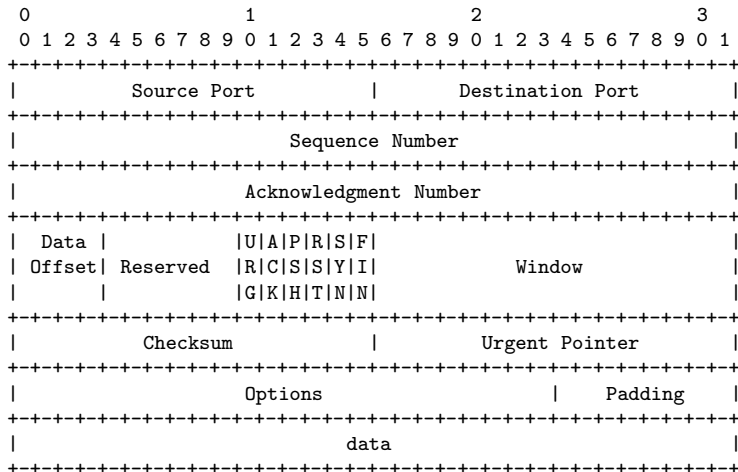 0                   1                   2                   3
 0 1 2 3 4 5 6 7 8 9 0 1 2 3 4 5 6 7 8 9 0 1 2 3 4 5 6 7 8 9 0 1
+-+-+-+-+-+-+-+-+-+-+-+-+-+-+-+-+-+-+-+-+-+-+-+-+-+-+-+-+-+-+-+-+
|          Source Port          |       Destination Port        |
+-+-+-+-+-+-+-+-+-+-+-+-+-+-+-+-+-+-+-+-+-+-+-+-+-+-+-+-+-+-+-+-+
|                        Sequence Number                        |
+-+-+-+-+-+-+-+-+-+-+-+-+-+-+-+-+-+-+-+-+-+-+-+-+-+-+-+-+-+-+-+-+
|                    Acknowledgment Number                      |
+-+-+-+-+-+-+-+-+-+-+-+-+-+-+-+-+-+-+-+-+-+-+-+-+-+-+-+-+-+-+-+-+
|  Data |           |U|A|P|R|S|F|                               |
| Offset| Reserved  |R|C|S|S|Y|I|            Window             |
|       |           |G|K|H|T|N|N|                               |
+-+-+-+-+-+-+-+-+-+-+-+-+-+-+-+-+-+-+-+-+-+-+-+-+-+-+-+-+-+-+-+-+
|           Checksum            |         Urgent Pointer        |
+-+-+-+-+-+-+-+-+-+-+-+-+-+-+-+-+-+-+-+-+-+-+-+-+-+-+-+-+-+-+-+-+
|                    Options                    |    Padding    |
+-+-+-+-+-+-+-+-+-+-+-+-+-+-+-+-+-+-+-+-+-+-+-+-+-+-+-+-+-+-+-+-+
|                             data                              |
+-+-+-+-+-+-+-+-+-+-+-+-+-+-+-+-+-+-+-+-+-+-+-+-+-+-+-+-+-+-+-+-+